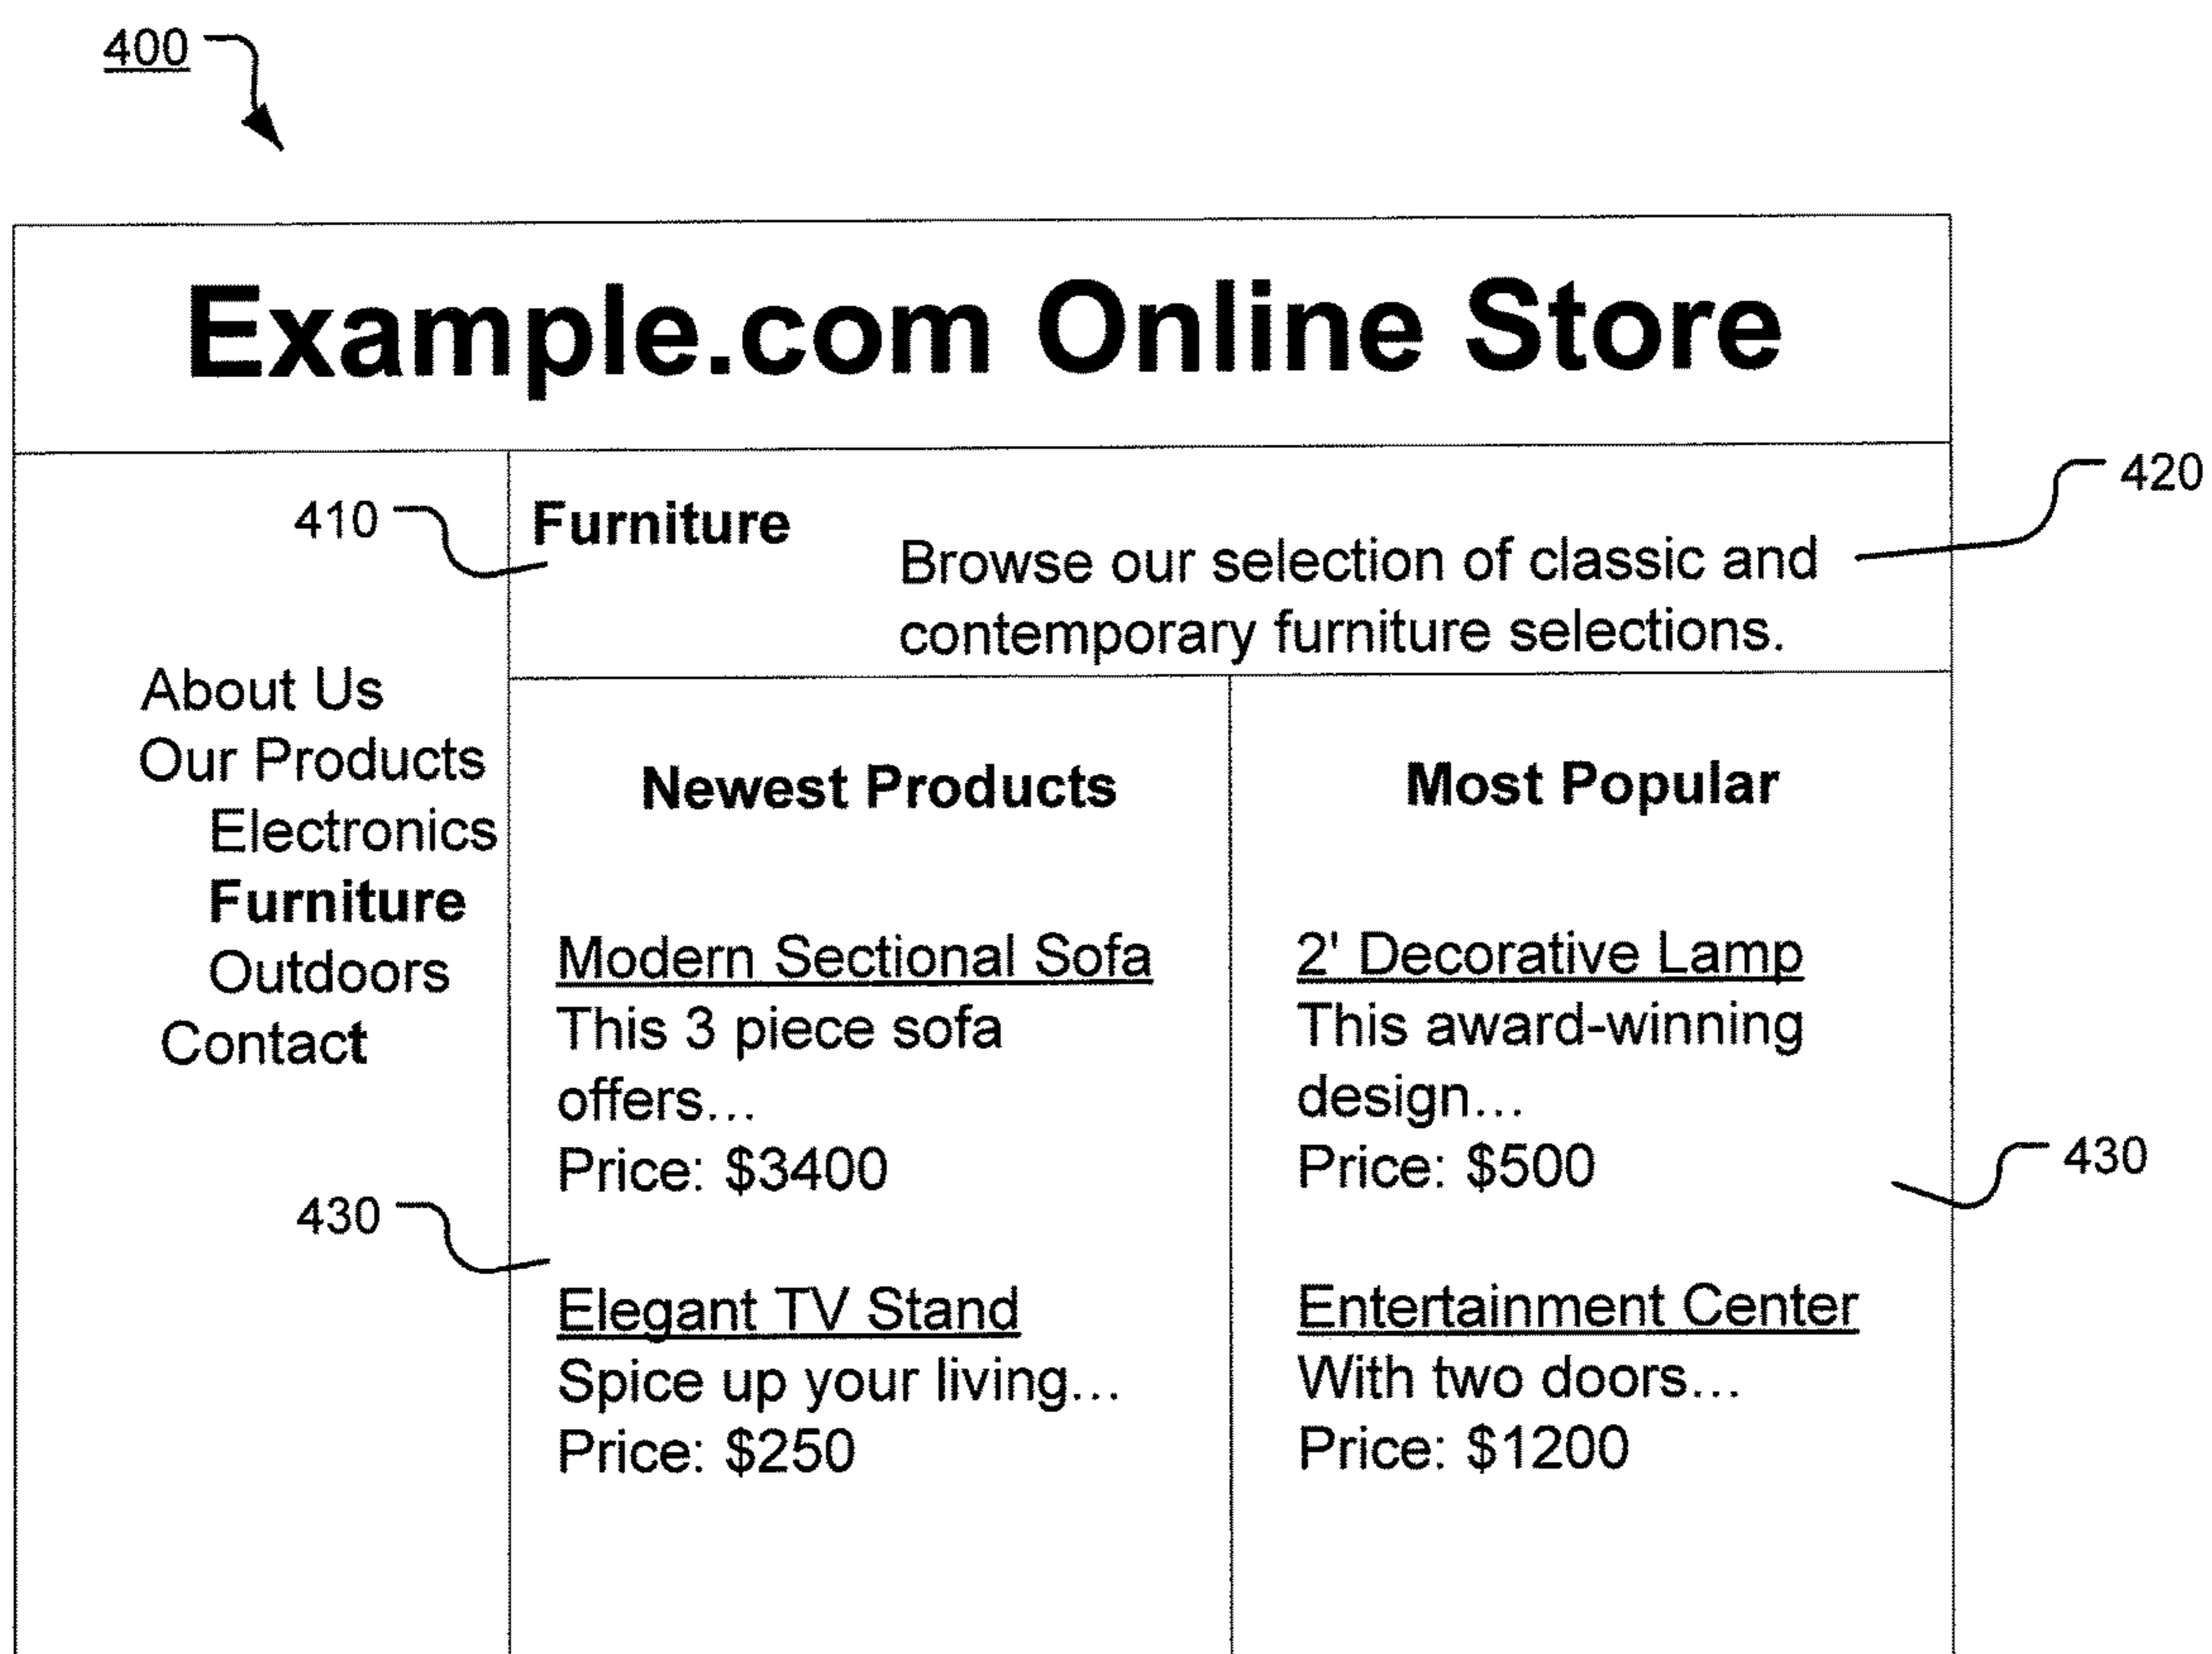 400
Example.com Online Store
410
420
Furniture
Browse our selection of classic and
contemporary furniture selections.
About Us
Our Products
Electronics
Furniture
Outdoors
Contact
Newest Products
Modern Sectional Sofa
This 3 piece sofa
offers...
Price: $3400
430
Elegant TV Stand
Spice up your living...
Price: $250
Most Popular
2' Decorative Lamp
This award-winning
design...
Price: $500
430
Entertainment Center
With two doors...
Price: $1200